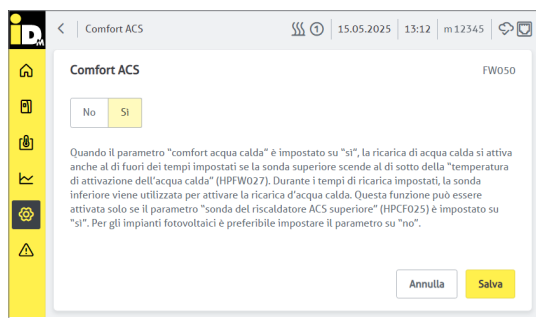 iDM
Comfort ACS
1
15.05.2025
13:12
m12345
Comfort ACS
FW050
No
Sì
Quando il parametro "comfort acqua calda" è impostato su "sì", la ricarica di acqua calda si attiva
anche al di fuori dei tempi impostati se la sonda superiore scende al di sotto della "temperatura
di attivazione dell'acqua calda" (HPFW027). Durante i tempi di ricarica impostati, la sonda
inferiore viene utilizzata per attivare la ricarica d'acqua calda. Questa funzione può essere
attivata solo se il parametro "sonda del riscaldatore ACS superiore" (HPCF025) è impostato su
"sì". Per gli impianti fotovoltaici è preferibile impostare il parametro su "no".
Annulla
Salva